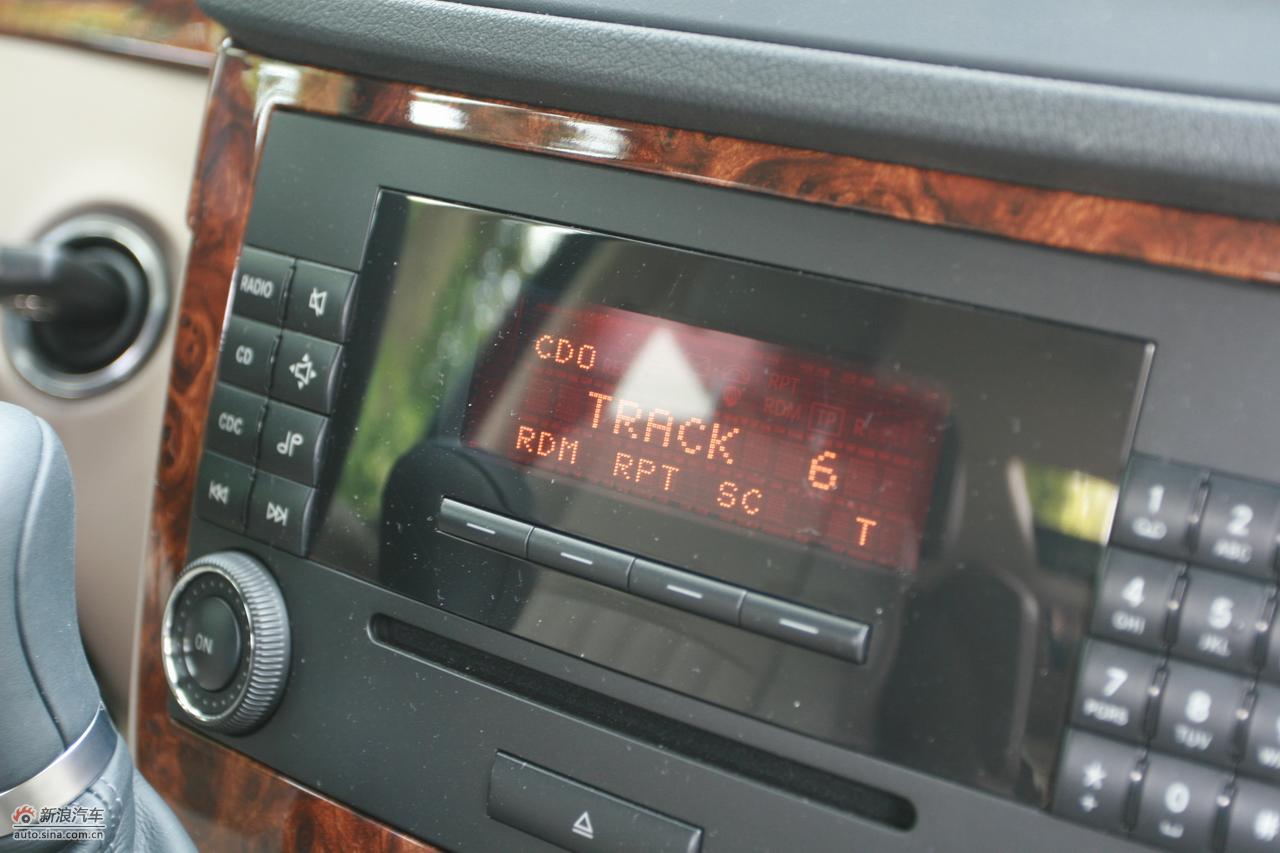 RADIO
CD
CDC
ON
CDO
RPT
RDM TP R
TRACK 6
RDM RPT SC T
1 2
ABC
4 5
GHI JKL
7 8
PQRS TUV
* 0 #
+
新浪汽车
auto.sina.com.cn